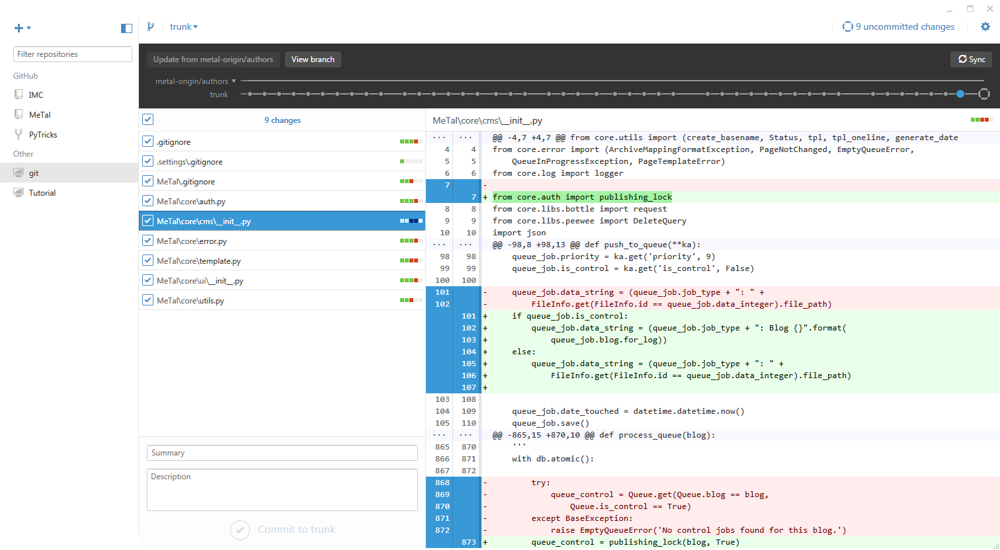 trunk
9 uncommitted changes
Filter repositories
GitHub
IMC
MeTal
PyTricks
Other
git
Tutorial
Update from metal-origin/authors
View branch
Sync
metal-origin/authors
trunk
9 changes
.gitignore
.settings\.gitignore
MeTal\.gitignore
MeTal\core\auth.py
MeTal\core\cms\__init__.py
MeTal\core\error.py
MeTal\core\template.py
MeTal\core\ui\__init__.py
MeTal\core\utils.py
Summary
Description
Commit to trunk
MeTal\core\cms\__init__.py
... ... @@ -4,7 +4,7 @@ from core.utils import (create_basename, Status, tpl, tpl_oneline, generate_date
4 4 from core.error import (ArchiveMappingFormatException, PageNotChanged, EmptyQueueError,
5 5 QueueInProgressException, PageTemplateError)
6 6 from core.log import logger
7 -
7 + from core.auth import publishing_lock
8 8 from core.libs.bottle import request
9 9 from core.libs.peewee import DeleteQuery
10 10 import json
... ... @@ -98,8 +98,13 @@ def push_to_queue(**ka):
98 98 queue_job.priority = ka.get('priority', 9)
99 99 queue_job.is_control = ka.get('is_control', False)
100 100
101 - queue_job.data_string = (queue_job.job_type + ": " +
102 - FileInfo.get(FileInfo.id == queue_job.data_integer).file_path)
101 + if queue_job.is_control:
102 + queue_job.data_string = (queue_job.job_type + ": Blog {}".format(
103 + queue_job.blog.for_log))
104 + else:
105 + queue_job.data_string = (queue_job.job_type + ": " +
106 + FileInfo.get(FileInfo.id == queue_job.data_integer).file_path)
107 +
103 108
104 109 queue_job.date_touched = datetime.datetime.now()
105 110 queue_job.save()
... ... @@ -865,15 +870,10 @@ def process_queue(blog):
865 870 '''
866 871 with db.atomic():
867 872
868 - try:
869 - queue_control = Queue.get(Queue.blog == blog,
870 - Queue.is_control == True)
871 - except BaseException:
872 - raise EmptyQueueError('No control jobs found for this blog.')
873 + queue_control = publishing_lock(blog, True)